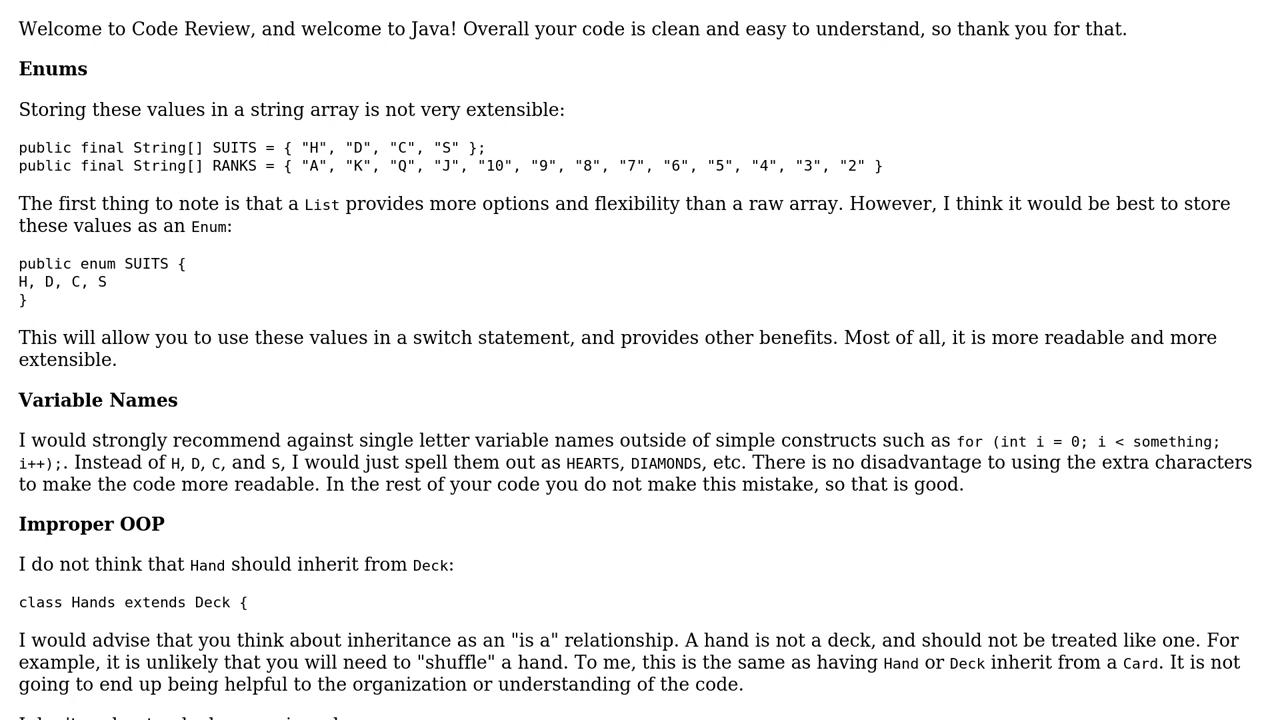 Welcome to Code Review, and welcome to Java! Overall your code is clean and easy to understand, so thank you for that.
Enums
Storing these values in a string array is not very extensible:
public final String[] SUITS = { "H", "D", "C", "S" };
public final String[] RANKS = { "A", "K", "Q", "J", "10", "9", "8", "7", "6", "5", "4", "3", "2" }
The first thing to note is that a List provides more options and flexibility than a raw array. However, I think it would be best to store
these values as an Enum:
public enum SUITS {
H, D, C, S
}
This will allow you to use these values in a switch statement, and provides other benefits. Most of all, it is more readable and more
extensible.
Variable Names
I would strongly recommend against single letter variable names outside of simple constructs such as for (int i = 0; i < something;
i++);. Instead of H, D, C, and S, I would just spell them out as HEARTS, DIAMONDS, etc. There is no disadvantage to using the extra characters
to make the code more readable. In the rest of your code you do not make this mistake, so that is good.
Improper OOP
I do not think that Hand should inherit from Deck:
class Hands extends Deck {
I would advise that you think about inheritance as an "is a" relationship. A hand is not a deck, and should not be treated like one. For
example, it is unlikely that you will need to "shuffle" a hand. To me, this is the same as having Hand or Deck inherit from a Card. It is not
going to end up being helpful to the organization or understanding of the code.